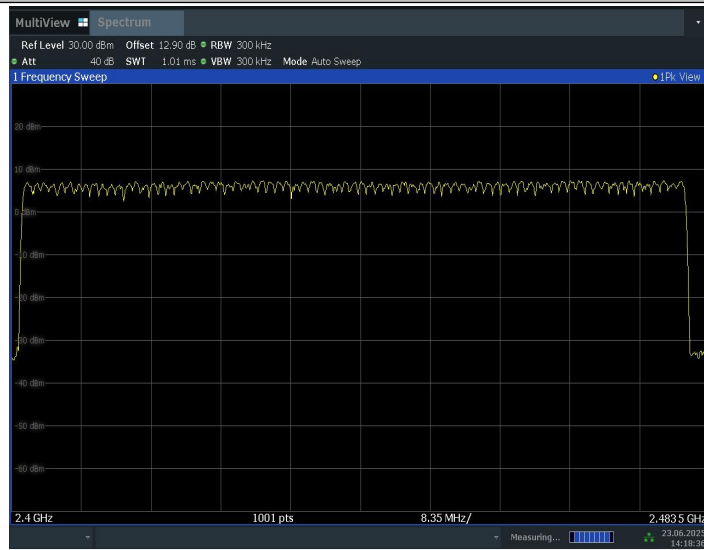 MultiView Spectrum
Ref Level 30.00 dBm Offset 12.90 dB RBW 300 kHz
Att 40 dB SWT 1.01 ms VBW 300 kHz Mode Auto Sweep
1 Frequency Sweep 1Pk View
20 dBm
10 dBm
0 dBm
-10 dBm
-20 dBm
-30 dBm
-40 dBm
-50 dBm
-60 dBm
2.4 GHz 1001 pts 8.35 MHz/ 2.4835 GHz
Measuring... 23.06.2025
14:18:36